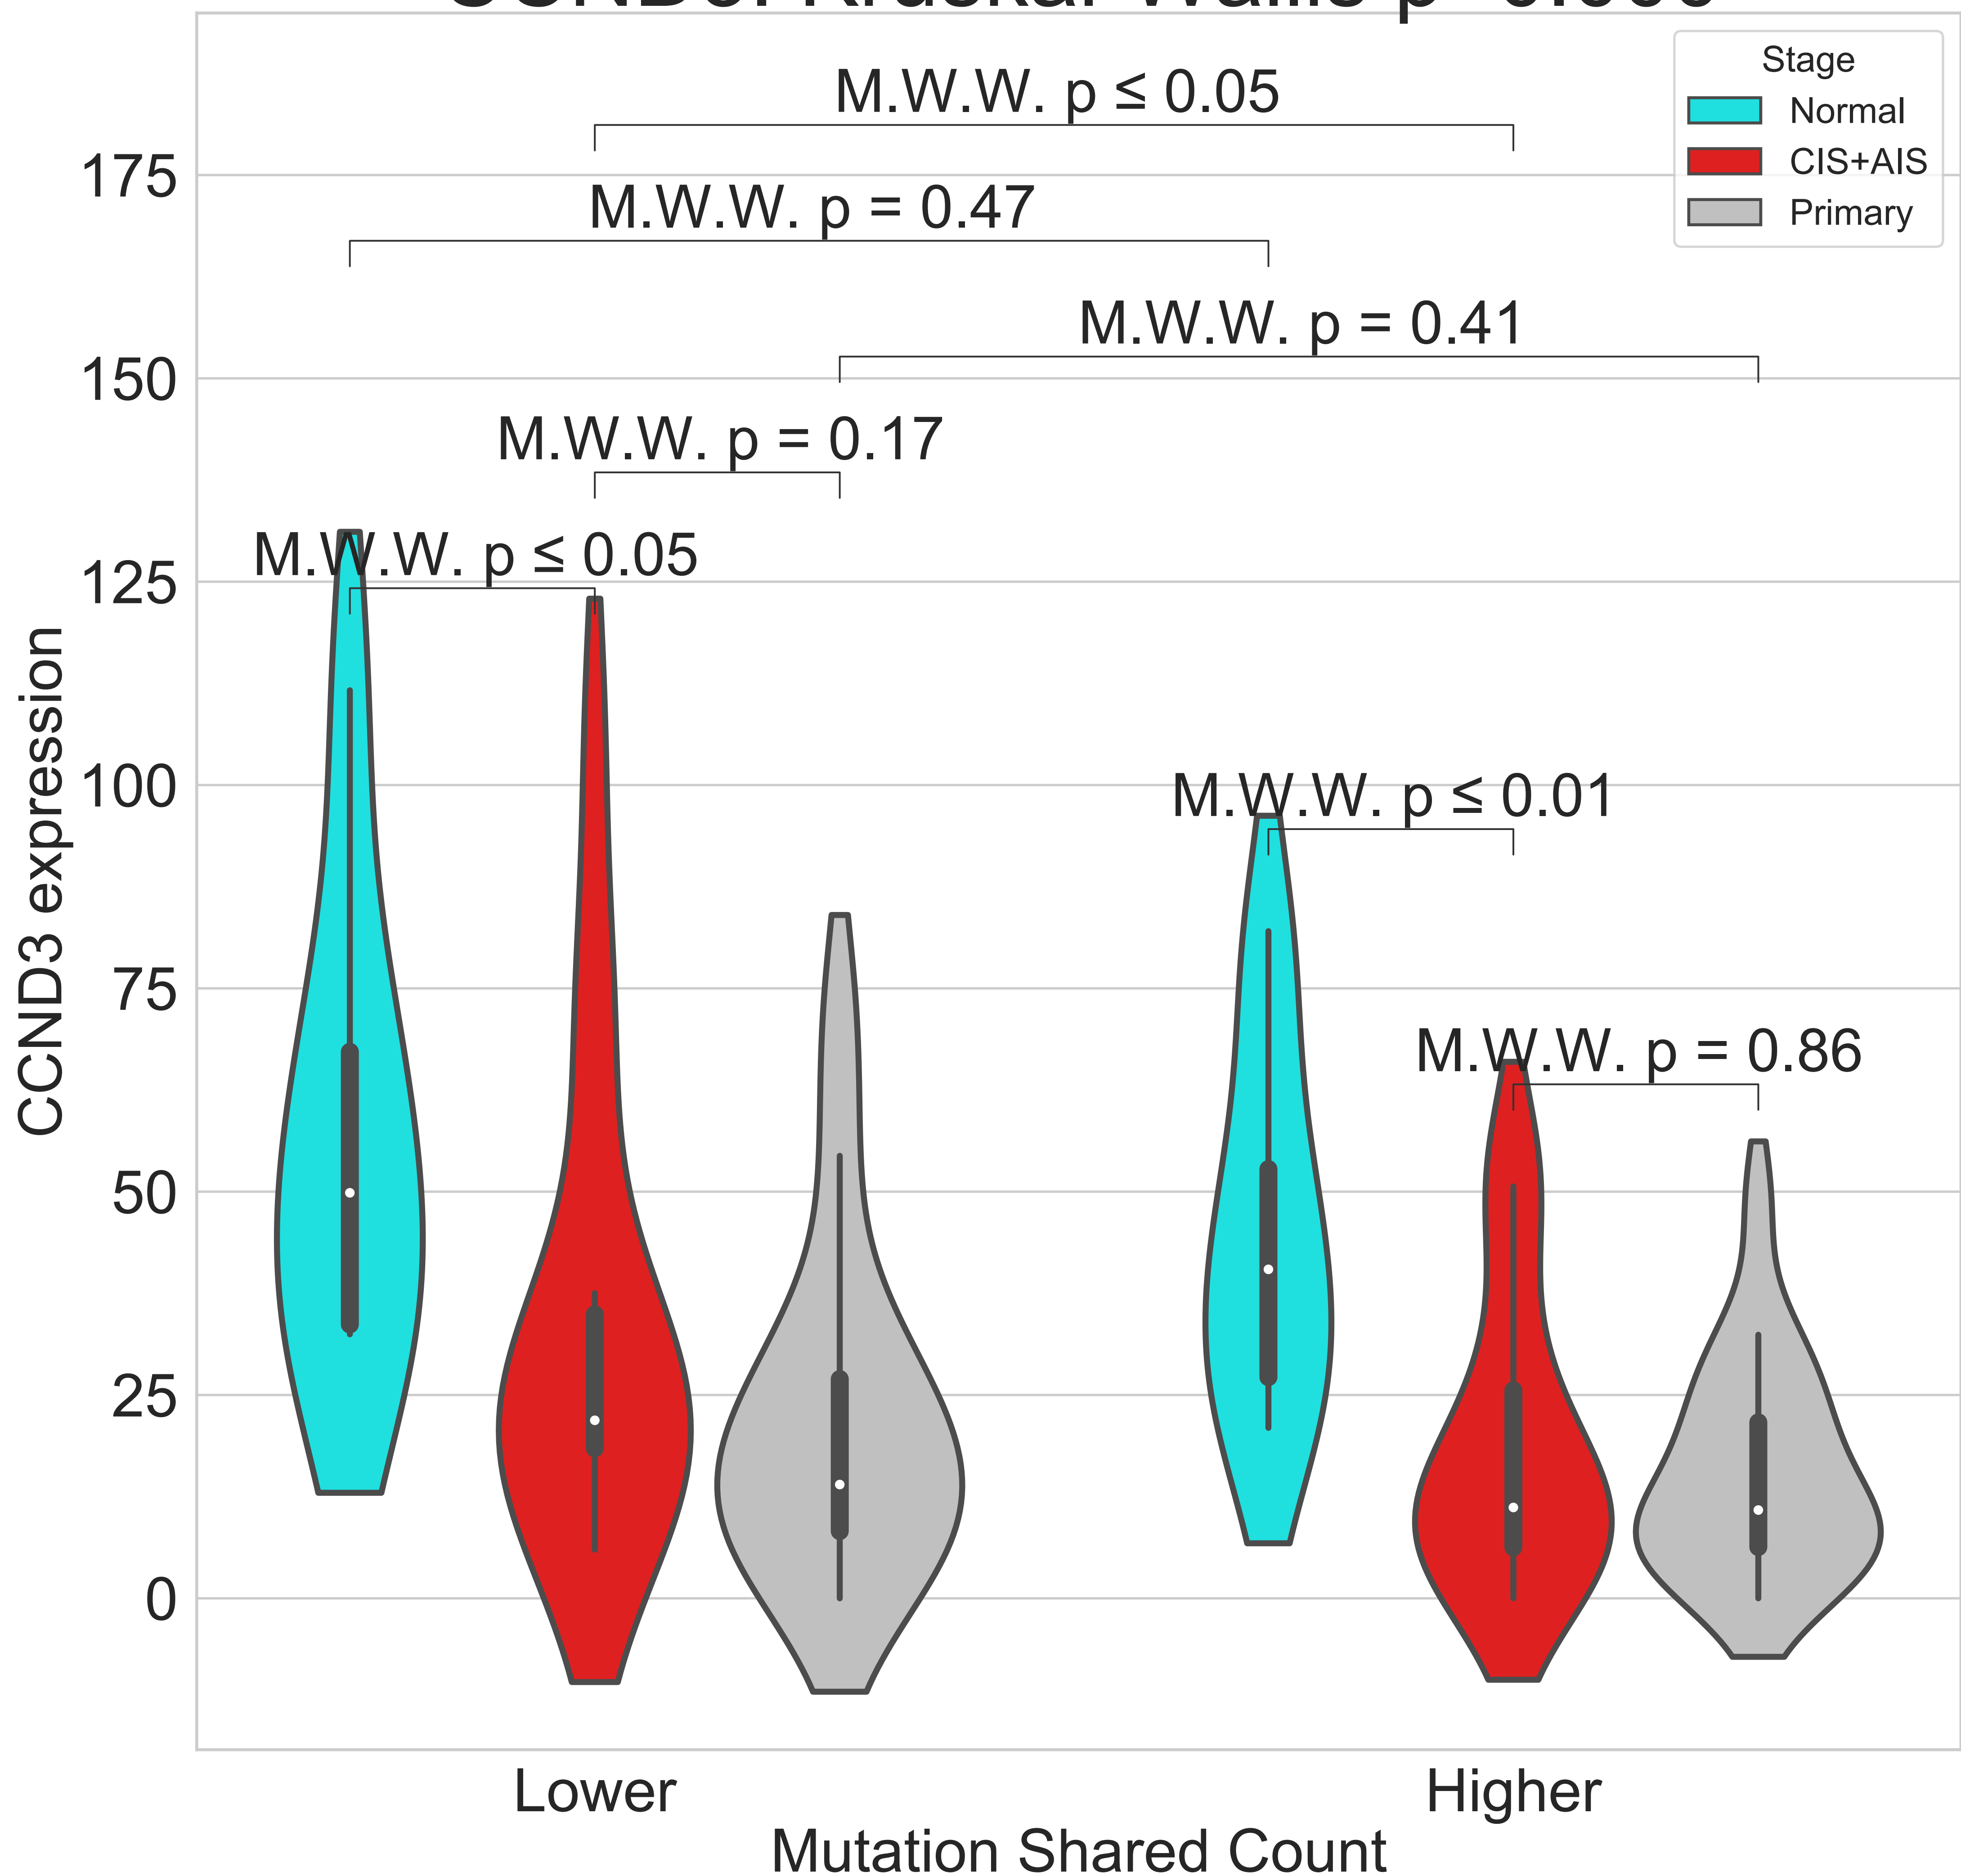 Stage
Normal
CIS+AIS
Primary
M.W.W. p ≤ 0.05
M.W.W. p = 0.47
M.W.W. p = 0.41
M.W.W. p = 0.17
M.W.W. p ≤ 0.05
M.W.W. p ≤ 0.01
M.W.W. p = 0.86
175
150
125
100
75
50
25
0
CCND3 expression
Lower
Higher
Mutation Shared Count